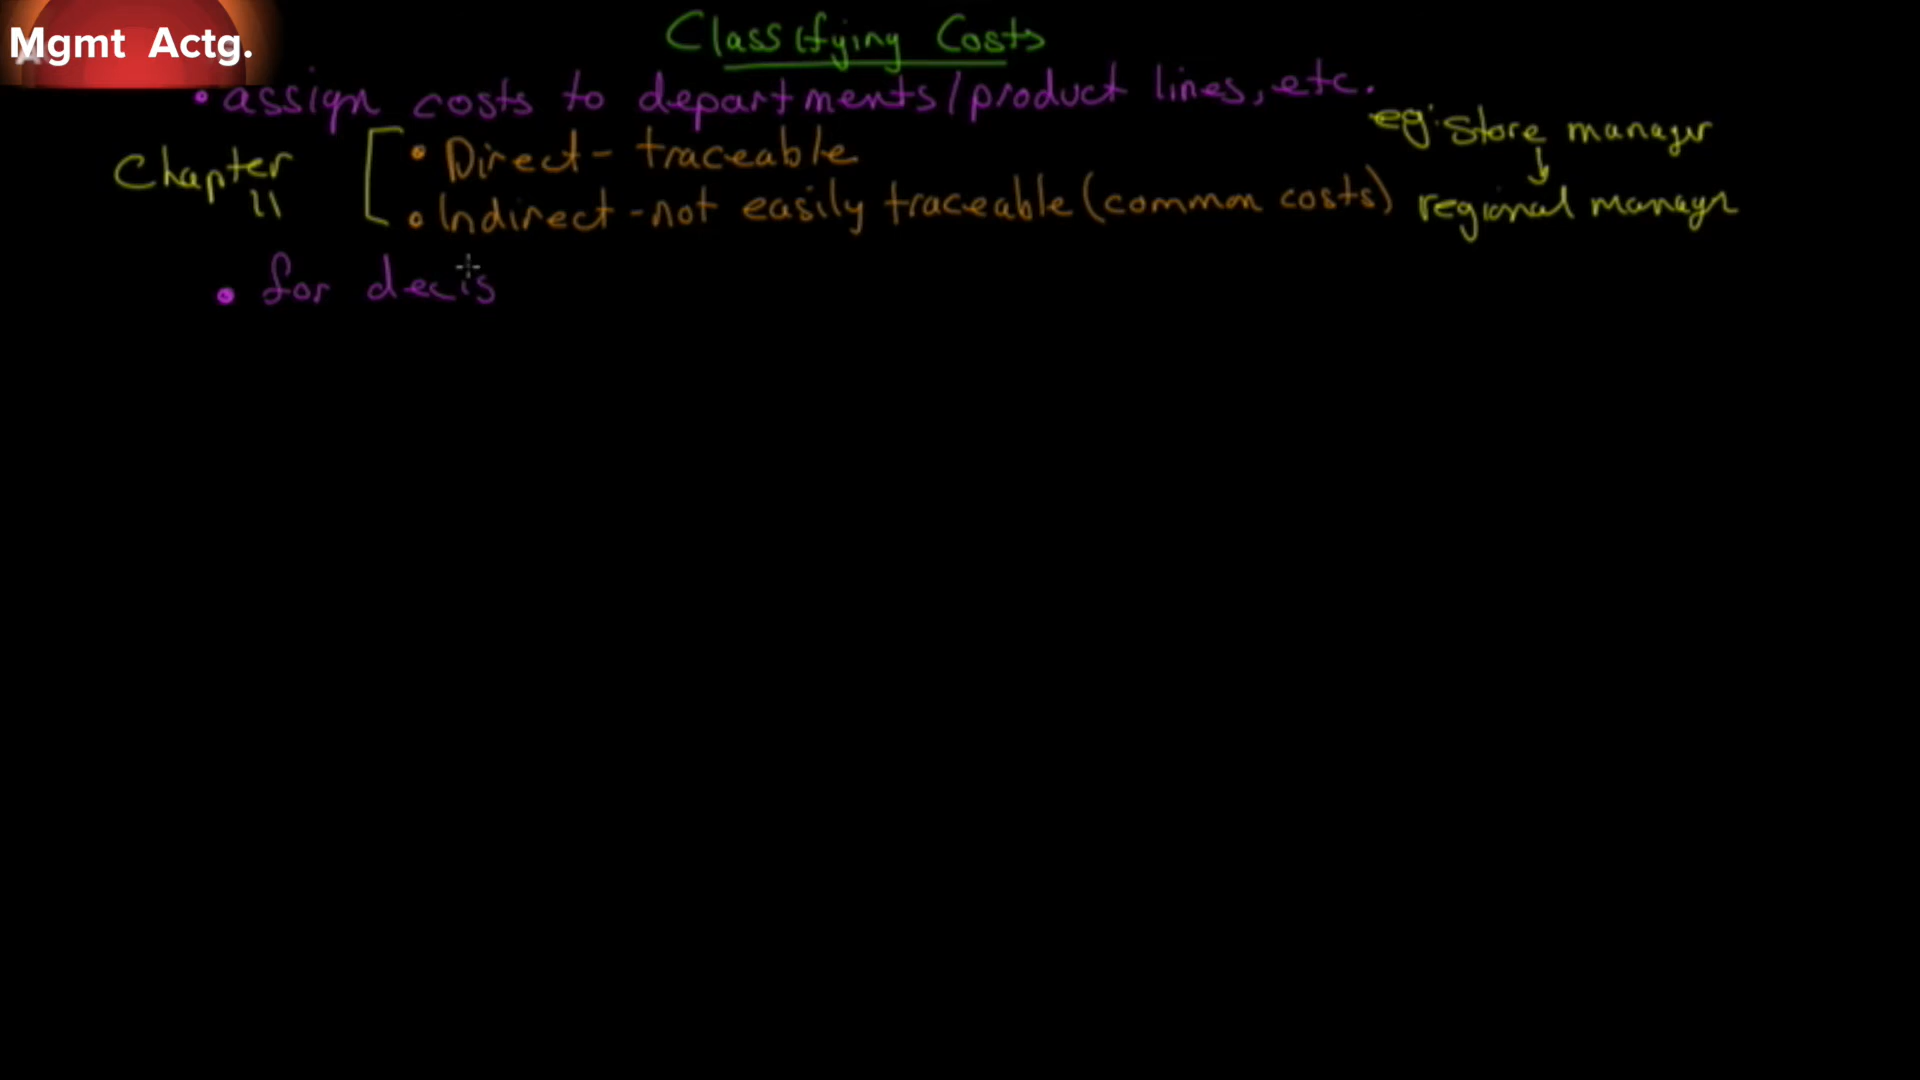 Mgmt Actg.
Classifying Costs
• assign costs to departments/product lines, etc.
eg: Store manager
Chapter 11
• Direct - traceable
• Indirect - not easily traceable (common costs)
regional manager
• for decis